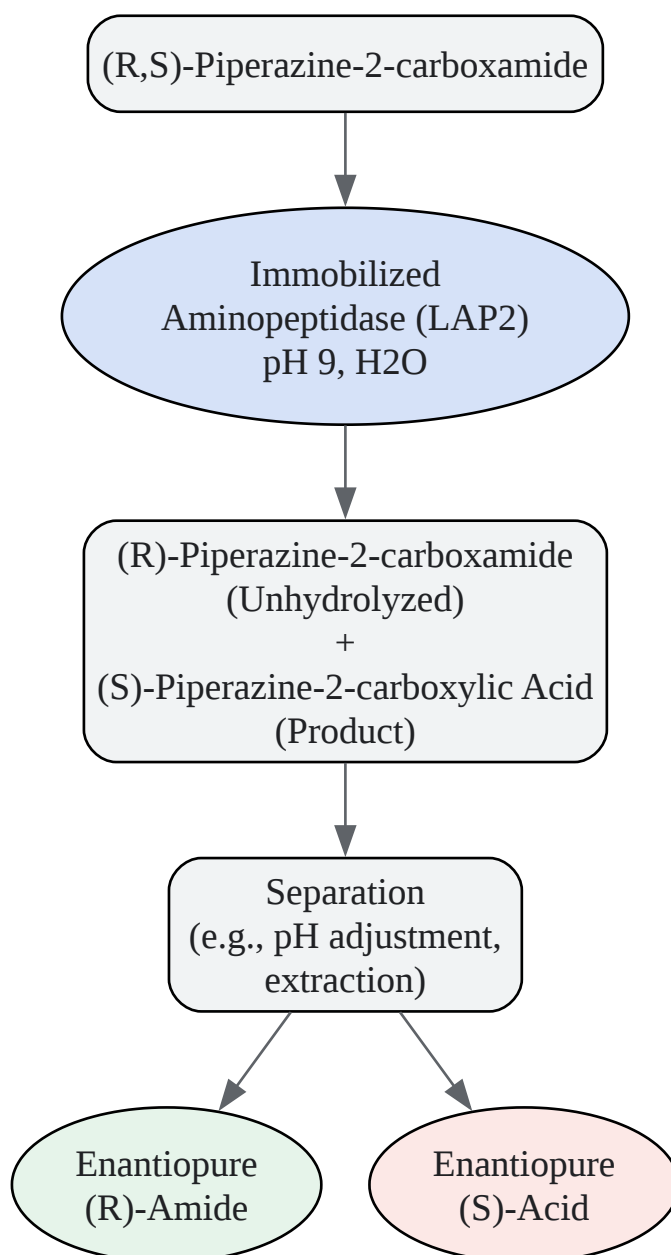 (R,S)-Piperazine-2-carboxamide
Immobilized
Aminopeptidase (LAP2)
pH 9, H2O
(R)-Piperazine-2-carboxamide
(Unhydrolyzed)
+
(S)-Piperazine-2-carboxylic Acid
(Product)
Separation
(e.g., pH adjustment,
extraction)
Enantiopure
(R)-Amide
Enantiopure
(S)-Acid